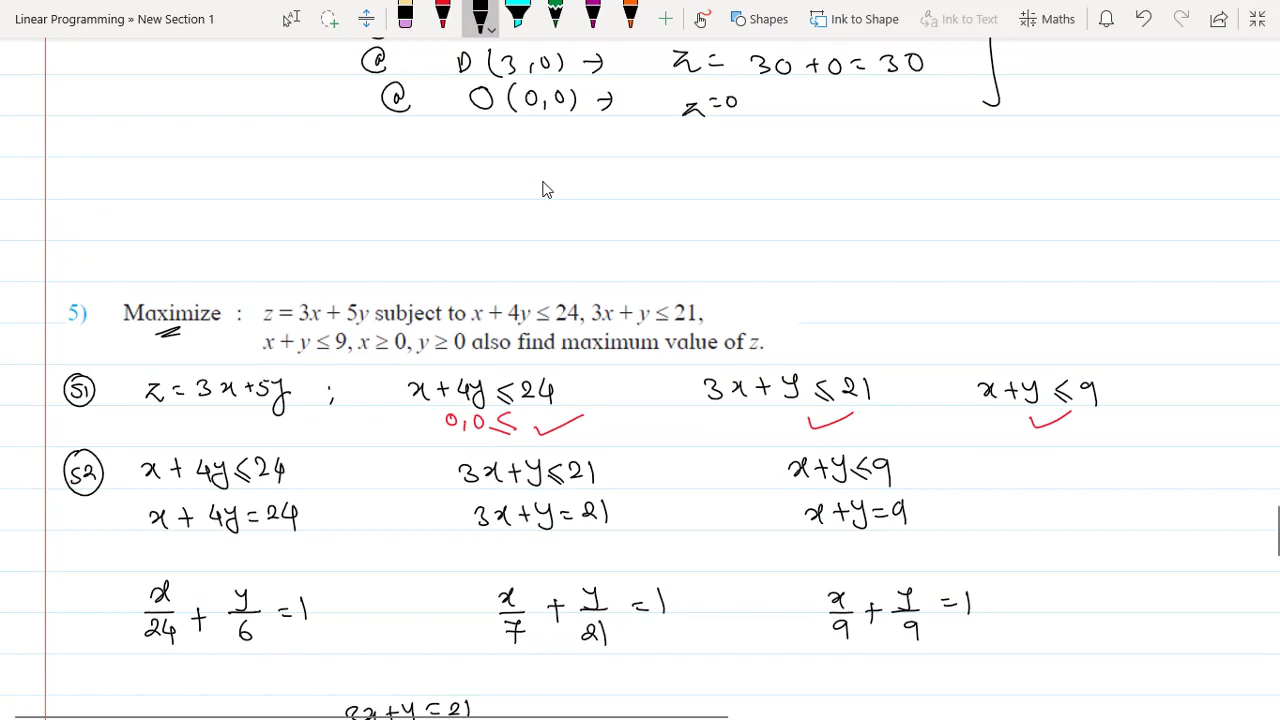 Linear Programming » New Section 1 Shapes Ink to Shape Ink to Text Maths
@ D (3,0) → z = 30 + 0 = 30
@ O (0,0) → z = 0
5) Maximize : z = 3x + 5y subject to x + 4y ≤ 24, 3x + y ≤ 21,
x + y ≤ 9, x ≥ 0, y ≥ 0 also find maximum value of z.
S1 z = 3x+5y ; x+4y ≤ 24 3x+y ≤ 21 x+y ≤ 9
0,0 ≤ ✓ ✓ ✓
S2 x + 4y ≤ 24 3x+y ≤ 21 x+y ≤ 9
x + 4y = 24 3x+y = 21 x+y = 9
x/24 + y/6 = 1 x/7 + y/21 = 1 x/9 + y/9 = 1
3x+y = 21